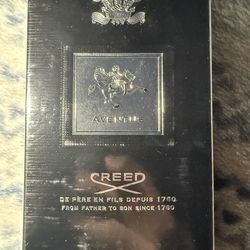 AVENTUS
CREED
DE PÈRE EN FILS DEPUIS 1760
FROM FATHER TO SON SINCE 1760